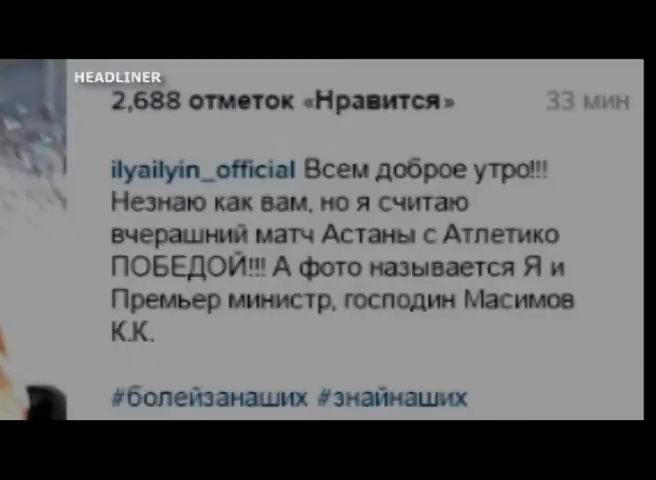 HEADLINER
2,688 отметок «Нравится» 33 мин
ilyailyin_official Всем доброе утро!!!
Незнаю как вам, но я считаю
вчерашний матч Астаны с Атлетико
ПОБЕДОЙ!!! А фото называется Я и
Премьер министр, господин Масимов
К.К.
#болейзанаших #знайнаших